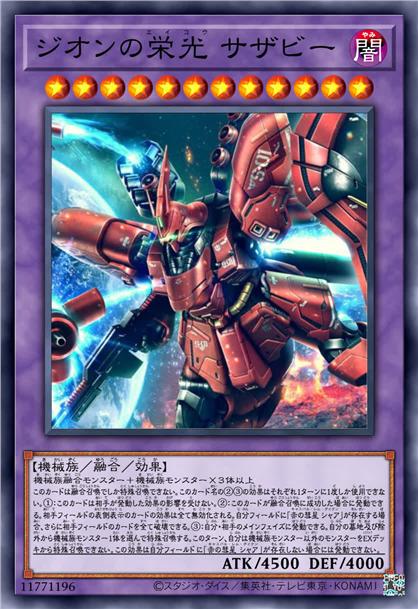 ジオンの栄光 サザビー
エイコウ
やみ
闇
IDS
【機械族／融合／効果】
機械族融合モンスター＋機械族モンスター×３体以上
このカードは融合召喚でしか特殊召喚できない。このカード名の②③の効果はそれぞれ１ターンに１度しか使用できない。
①：このカードは相手が発動した効果の影響を受けない。②：このカードが融合召喚に成功した場合に発動できる。
相手フィールドの表側表示のカードの効果は全て無効化される。自分フィールドに「赤の彗星 シャア」が存在する場合、
さらに相手フィールドのカードを全て破壊できる。③：自分・相手のメインフェイズに発動できる。自分の墓地及び除外から
機械族融合モンスター１体を選んで特殊召喚する。このターン、自分は機械族モンスター以外のモンスターをEXデッキから
特殊召喚できない。この効果は自分フィールドに「赤の彗星 シャア」が存在しない場合には発動できない。
ATK/4500 DEF/4000
11771196
©スタジオ・ダイス／集英社・テレビ東京・KONAMI